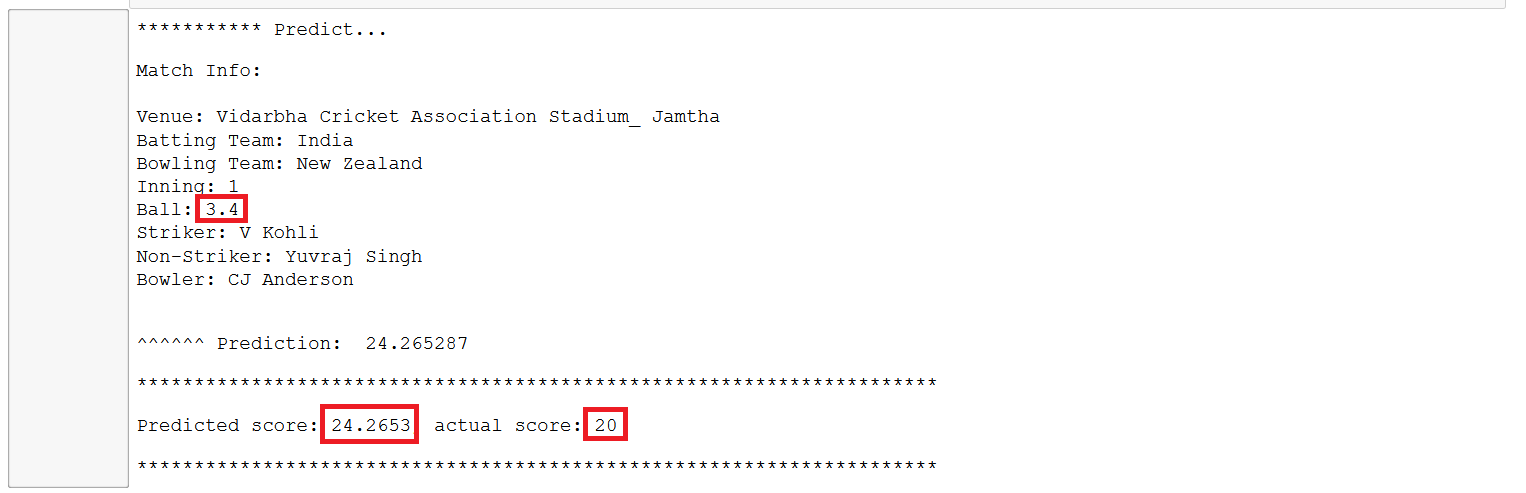 *********** Predict...
Match Info:
Venue: Vidarbha Cricket Association Stadium_ Jamtha
Batting Team: India
Bowling Team: New Zealand
Inning: 1
Ball: 3.4
Striker: V Kohli
Non-Striker: Yuvraj Singh
Bowler: CJ Anderson
^^^^^^ Prediction:  24.265287
**********************************************************************
Predicted score: 24.2653  actual score: 20
**********************************************************************